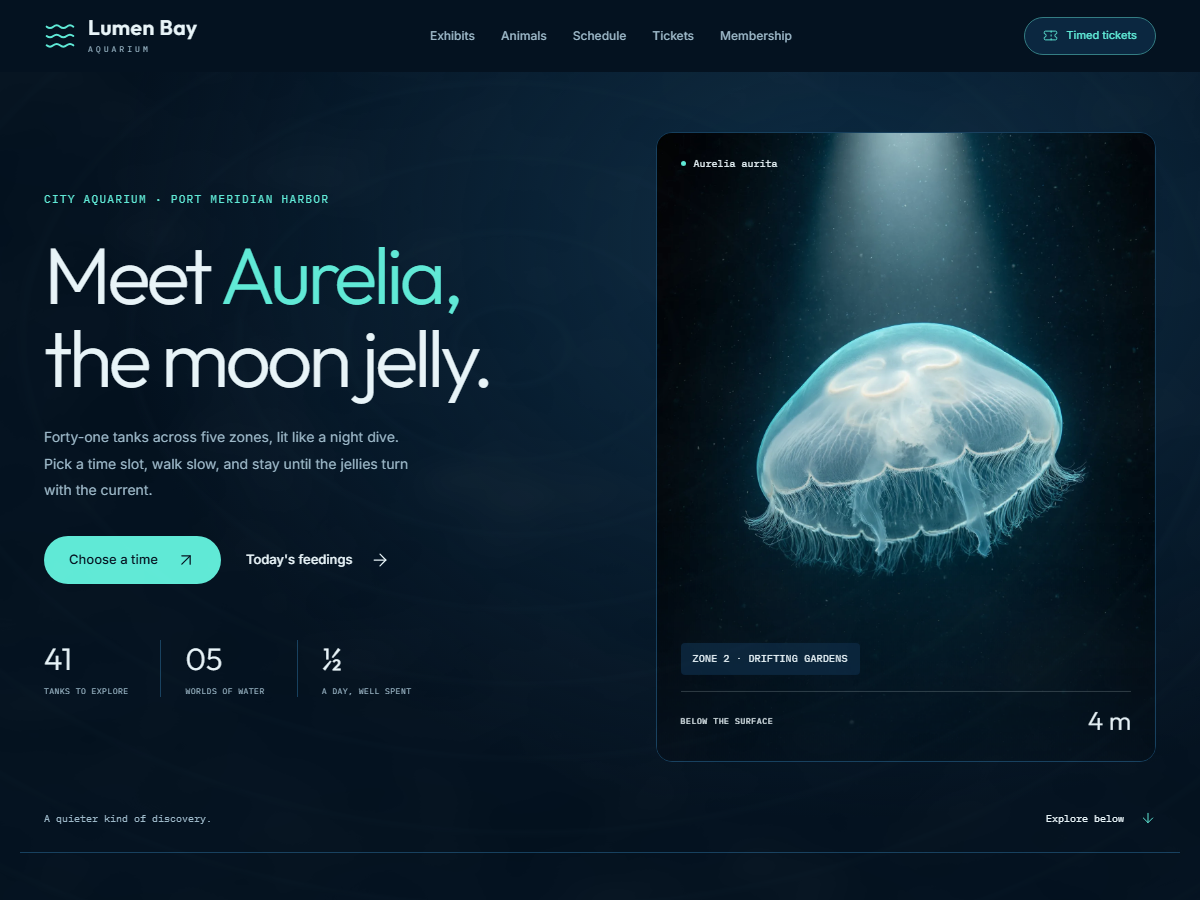 Lumen Bay
AQUARIUM
Exhibits
Animals
Schedule
Tickets
Membership
Timed tickets
CITY AQUARIUM · PORT MERIDIAN HARBOR
Meet Aurelia,
the moon jelly.
Forty-one tanks across five zones, lit like a night dive.
Pick a time slot, walk slow, and stay until the jellies turn
with the current.
Choose a time
Today's feedings
41
TANKS TO EXPLORE
05
WORLDS OF WATER
½
A DAY, WELL SPENT
Aurelia aurita
ZONE 2 · DRIFTING GARDENS
BELOW THE SURFACE
4 m
A quieter kind of discovery.
Explore below